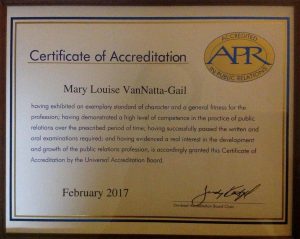 ACCREDITED
APR
IN PUBLIC RELATIONS
Certificate of Accreditation
Mary Louise VanNatta-Gail
having exhibited an exemplary standard of character and a general fitness for the
profession; having demonstrated a high level of competence in the practice of public
relations over the prescribed period of time; having successfully passed the written and
oral examinations required; and having evidenced a real interest in the development
and growth of the public relations profession, is accordingly granted this Certificate of
Accreditation by the Universal Accreditation Board.
February 2017
Universal Accreditation Board Chair